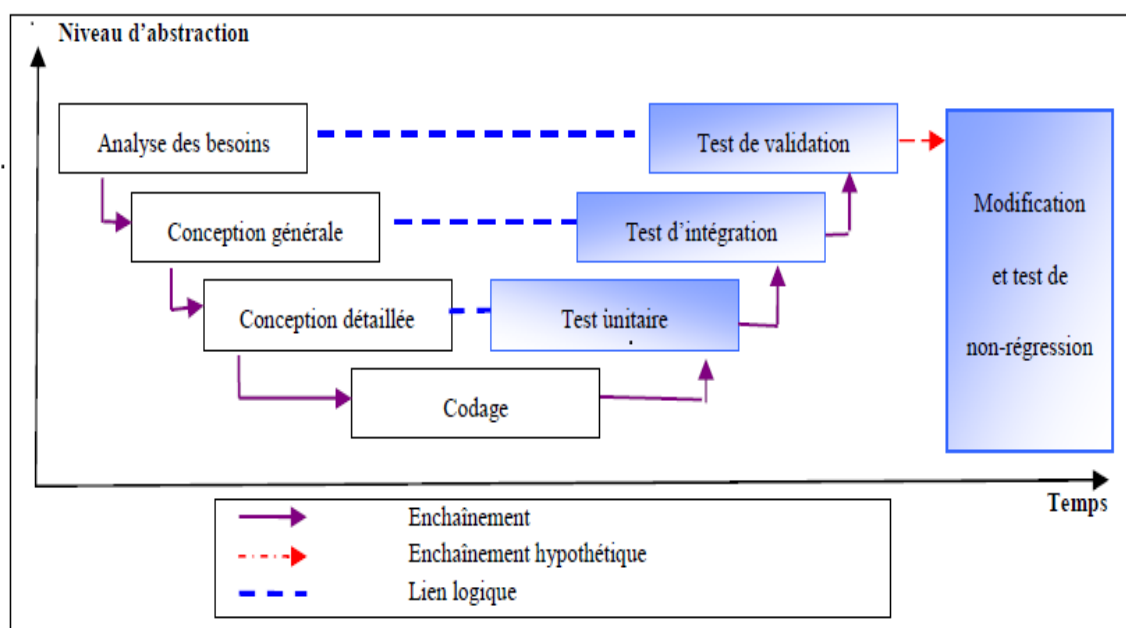 Niveau d'abstraction
Analyse des besoins
Test de validation
Conception générale
Test d'intégration
Modification
et test de
non-régression
Conception détaillée
Test unitaire
Codage
Temps
Enchaînement
Enchaînement hypothétique
Lien logique